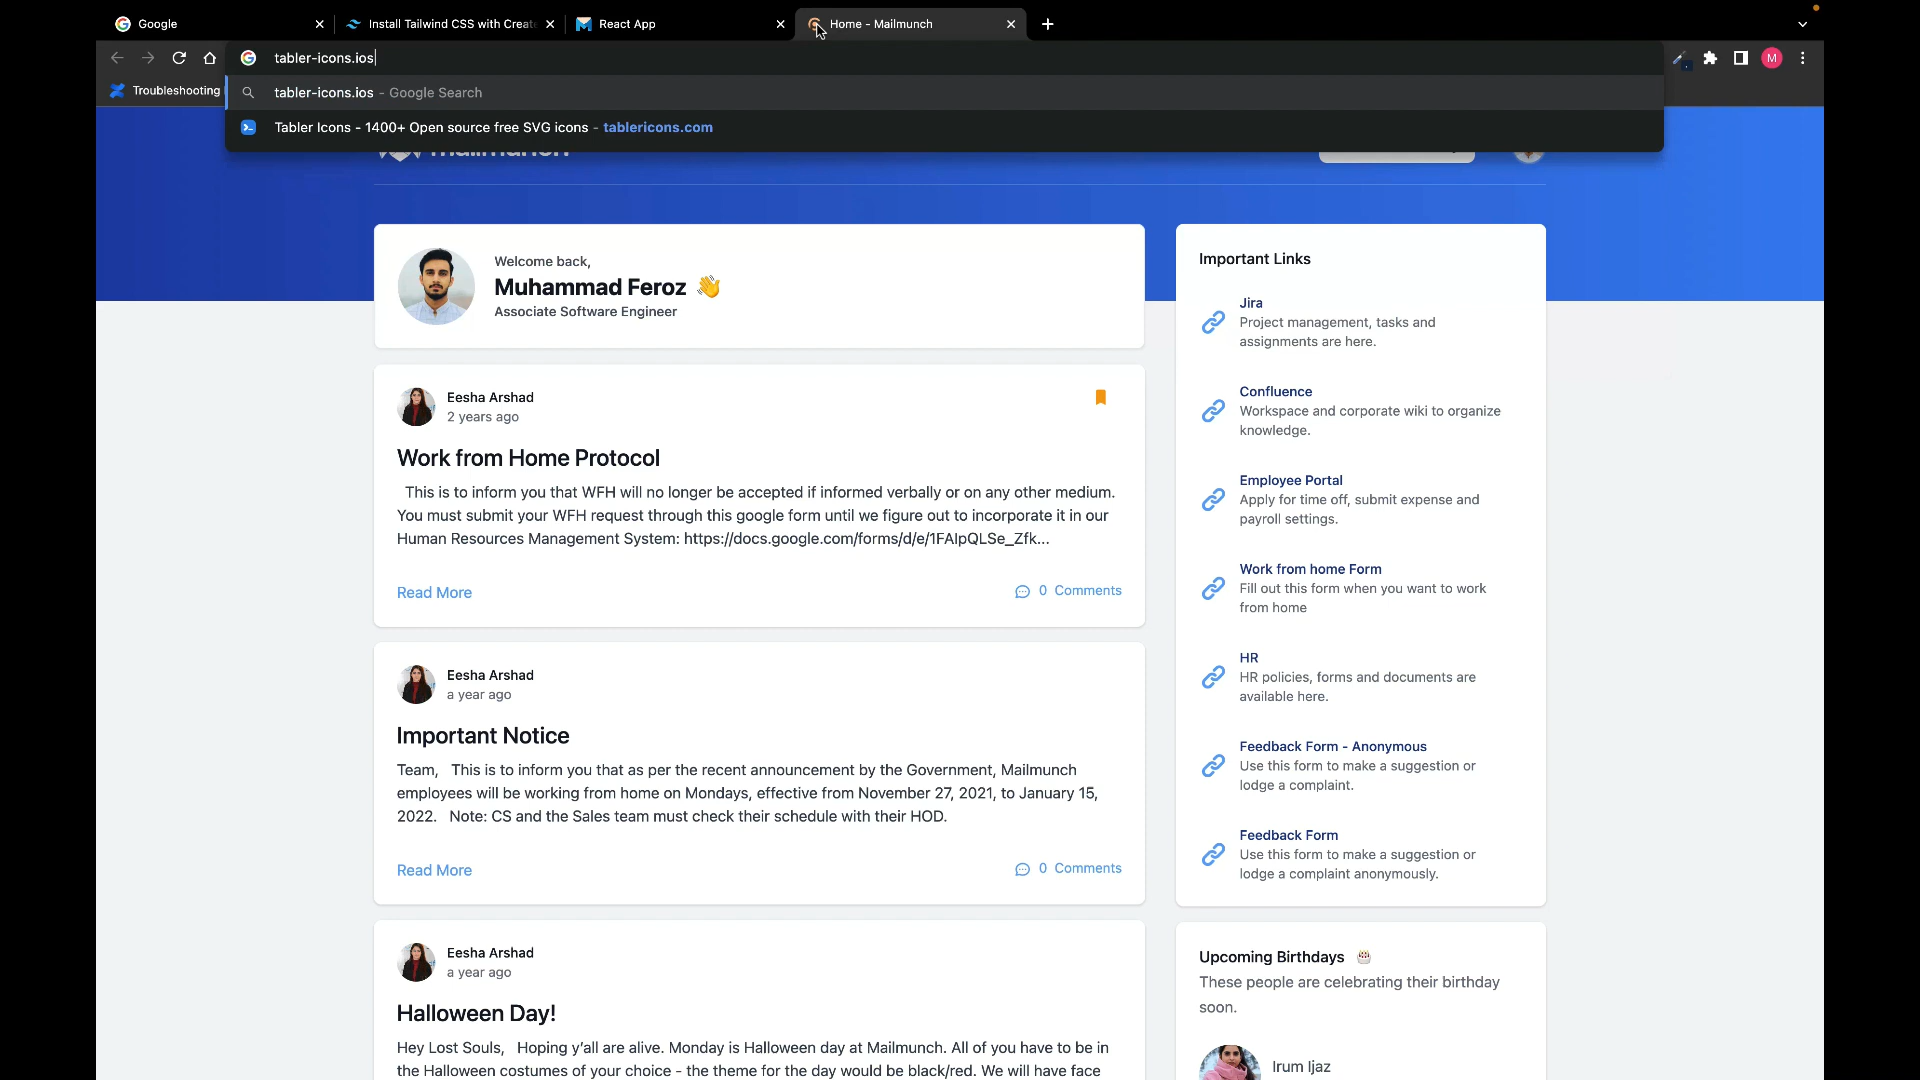 Google
Install Tailwind CSS with Create
React App
Home - Mailmunch
tabler-icons.ios
M
Troubleshooting
tabler-icons.ios - Google Search
Tabler Icons - 1400+ Open source free SVG icons - tablericons.com
Welcome back,
Muhammad Feroz 👋
Associate Software Engineer
Eesha Arshad
2 years ago
Work from Home Protocol
This is to inform you that WFH will no longer be accepted if informed verbally or on any other medium.
You must submit your WFH request through this google form until we figure out to incorporate it in our
Human Resources Management System: https://docs.google.com/forms/d/e/1FAIpQLSe_Zfk...
Read More
0 Comments
Eesha Arshad
a year ago
Important Notice
Team, This is to inform you that as per the recent announcement by the Government, Mailmunch
employees will be working from home on Mondays, effective from November 27, 2021, to January 15,
2022. Note: CS and the Sales team must check their schedule with their HOD.
Read More
0 Comments
Eesha Arshad
a year ago
Halloween Day!
Hey Lost Souls, Hoping y'all are alive. Monday is Halloween day at Mailmunch. All of you have to be in
the Halloween costumes of your choice - the theme for the day would be black/red. We will have face
Important Links
Jira
Project management, tasks and
assignments are here.
Confluence
Workspace and corporate wiki to organize
knowledge.
Employee Portal
Apply for time off, submit expense and
payroll settings.
Work from home Form
Fill out this form when you want to work
from home
HR
HR policies, forms and documents are
available here.
Feedback Form - Anonymous
Use this form to make a suggestion or
lodge a complaint.
Feedback Form
Use this form to make a suggestion or
lodge a complaint anonymously.
Upcoming Birthdays 🎂
These people are celebrating their birthday
soon.
Irum Ijaz